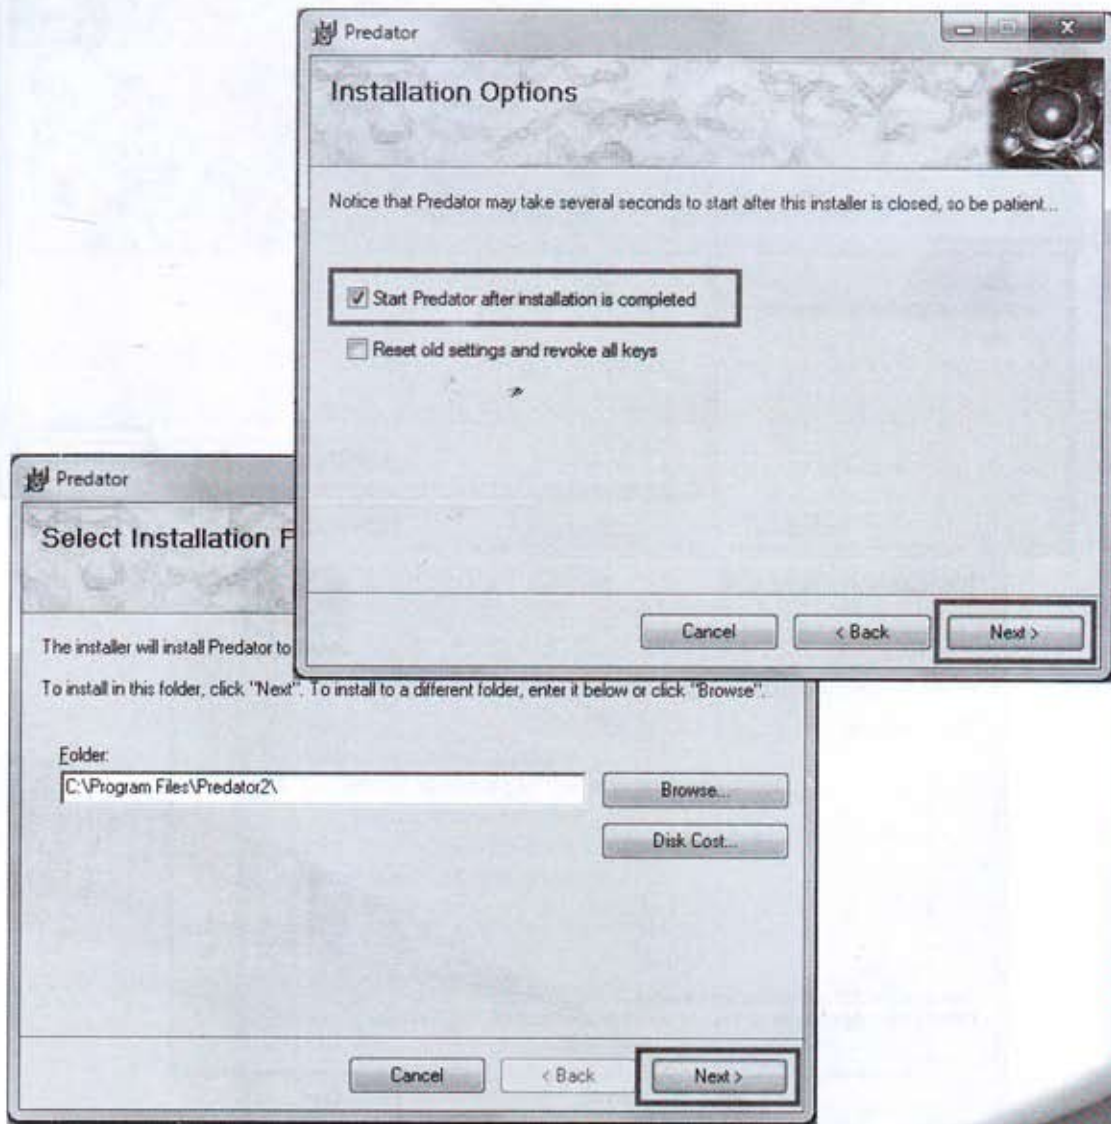 Predator
Installation Options
Notice that Predator may take several seconds to start after this installer is closed, so be patient...
Start Predator after installation is completed
Reset old settings and revoke all keys
Cancel
< Back
Next >
Predator
Select Installation F
The installer will install Predator to
To install in this folder, click "Next". To install to a different folder, enter it below or click "Browse".
Folder:
C:\Program Files\Predator2\
Browse...
Disk Cost...
Cancel
< Back
Next >